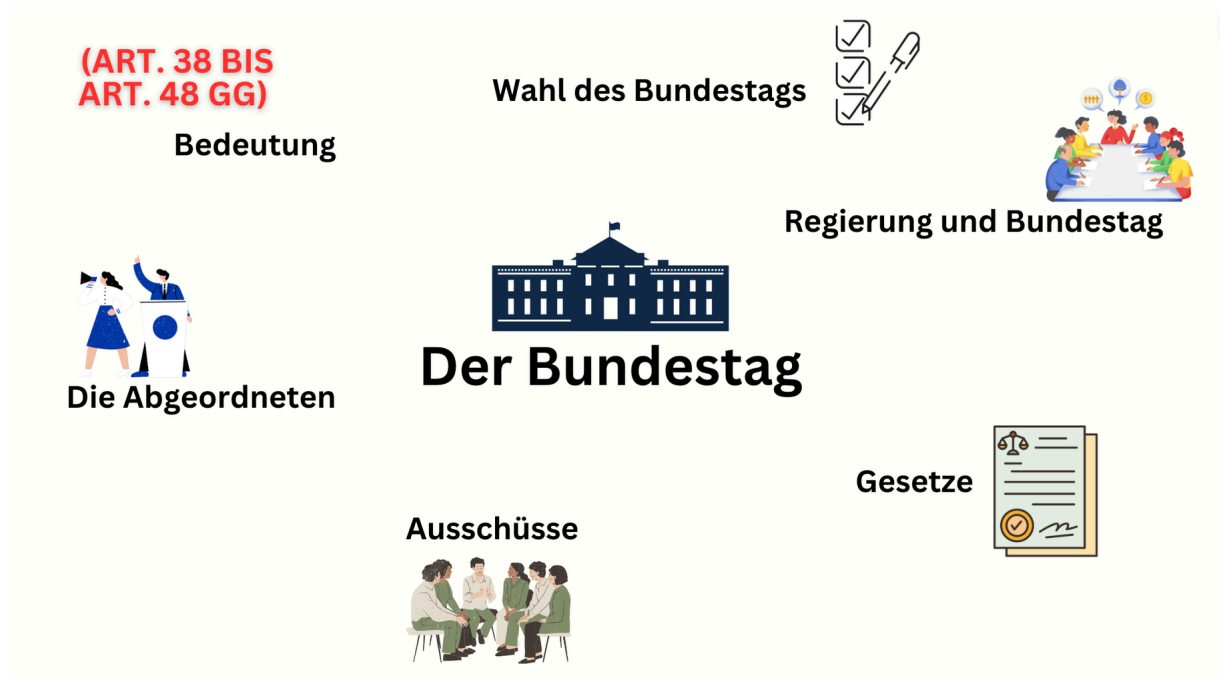 (ART. 38 BIS
ART. 48 GG)
Bedeutung
Wahl des Bundestags
Regierung und Bundestag
Der Bundestag
Die Abgeordneten
Gesetze
Ausschüsse